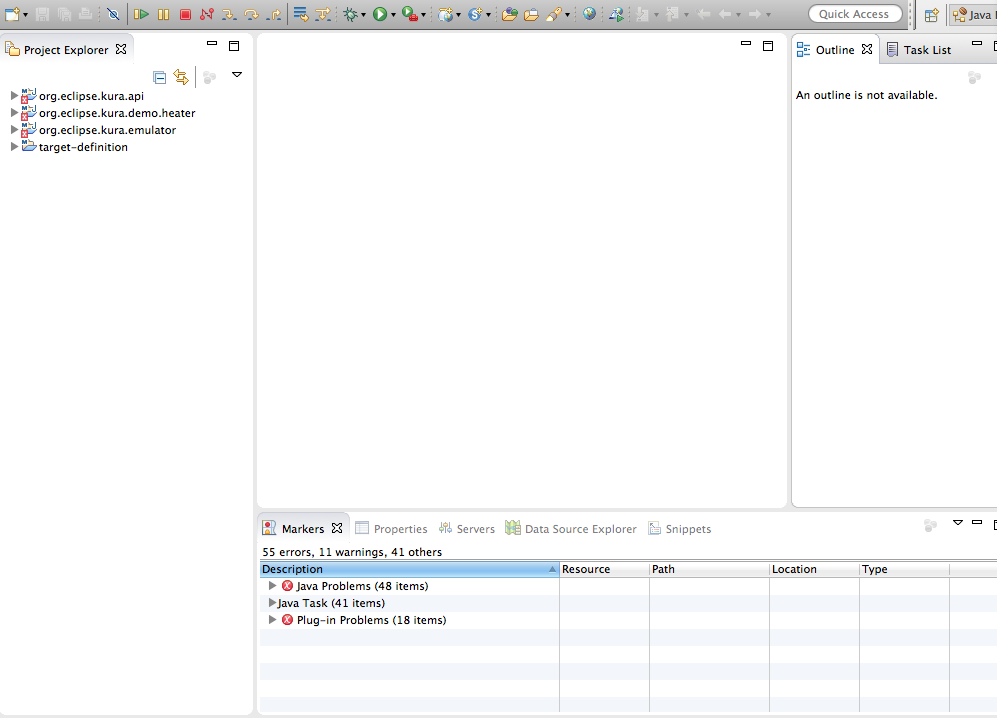 Quick Access
Java
Project Explorer
Outline
Task List
org.eclipse.kura.api
org.eclipse.kura.demo.heater
org.eclipse.kura.emulator
target-definition
An outline is not available.
Markers
Properties
Servers
Data Source Explorer
Snippets
55 errors, 11 warnings, 41 others
Description
Resource
Path
Location
Type
Java Problems (48 items)
Java Task (41 items)
Plug-in Problems (18 items)